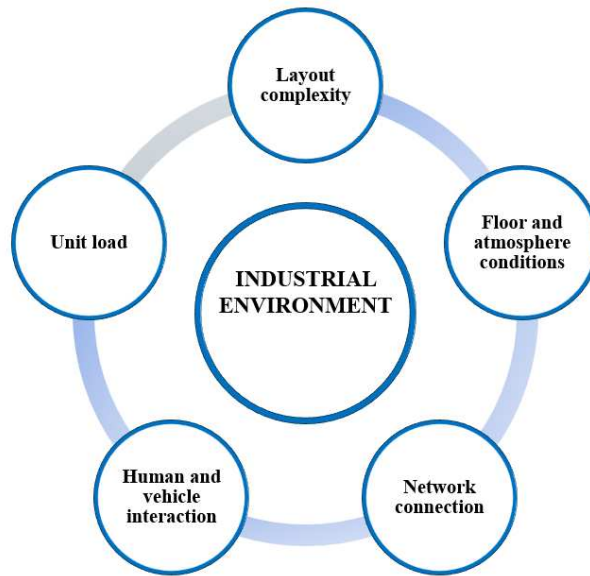 Layout
complexity
Floor and
atmosphere
conditions
Unit load
INDUSTRIAL
ENVIRONMENT
Human and
vehicle
interaction
Network
connection